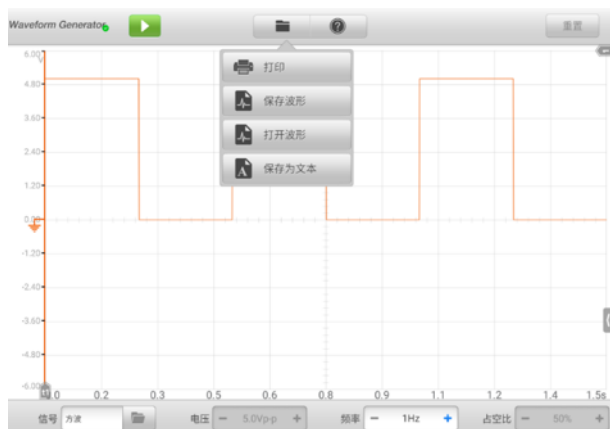 Waveform Generator
重置
打印
保存波形
打开波形
保存为文本
6.00
V
4.80
3.60
2.40
1.20
0.00
-1.20
-2.40
-3.60
-4.80
-6.00
0.0 0.2 0.3 0.5 0.6 0.8 0.9 1.1 1.2 1.4 1.5s
信号 方波 电压 − 5.0Vp-p + 频率 − 1Hz + 占空比 − 50% +